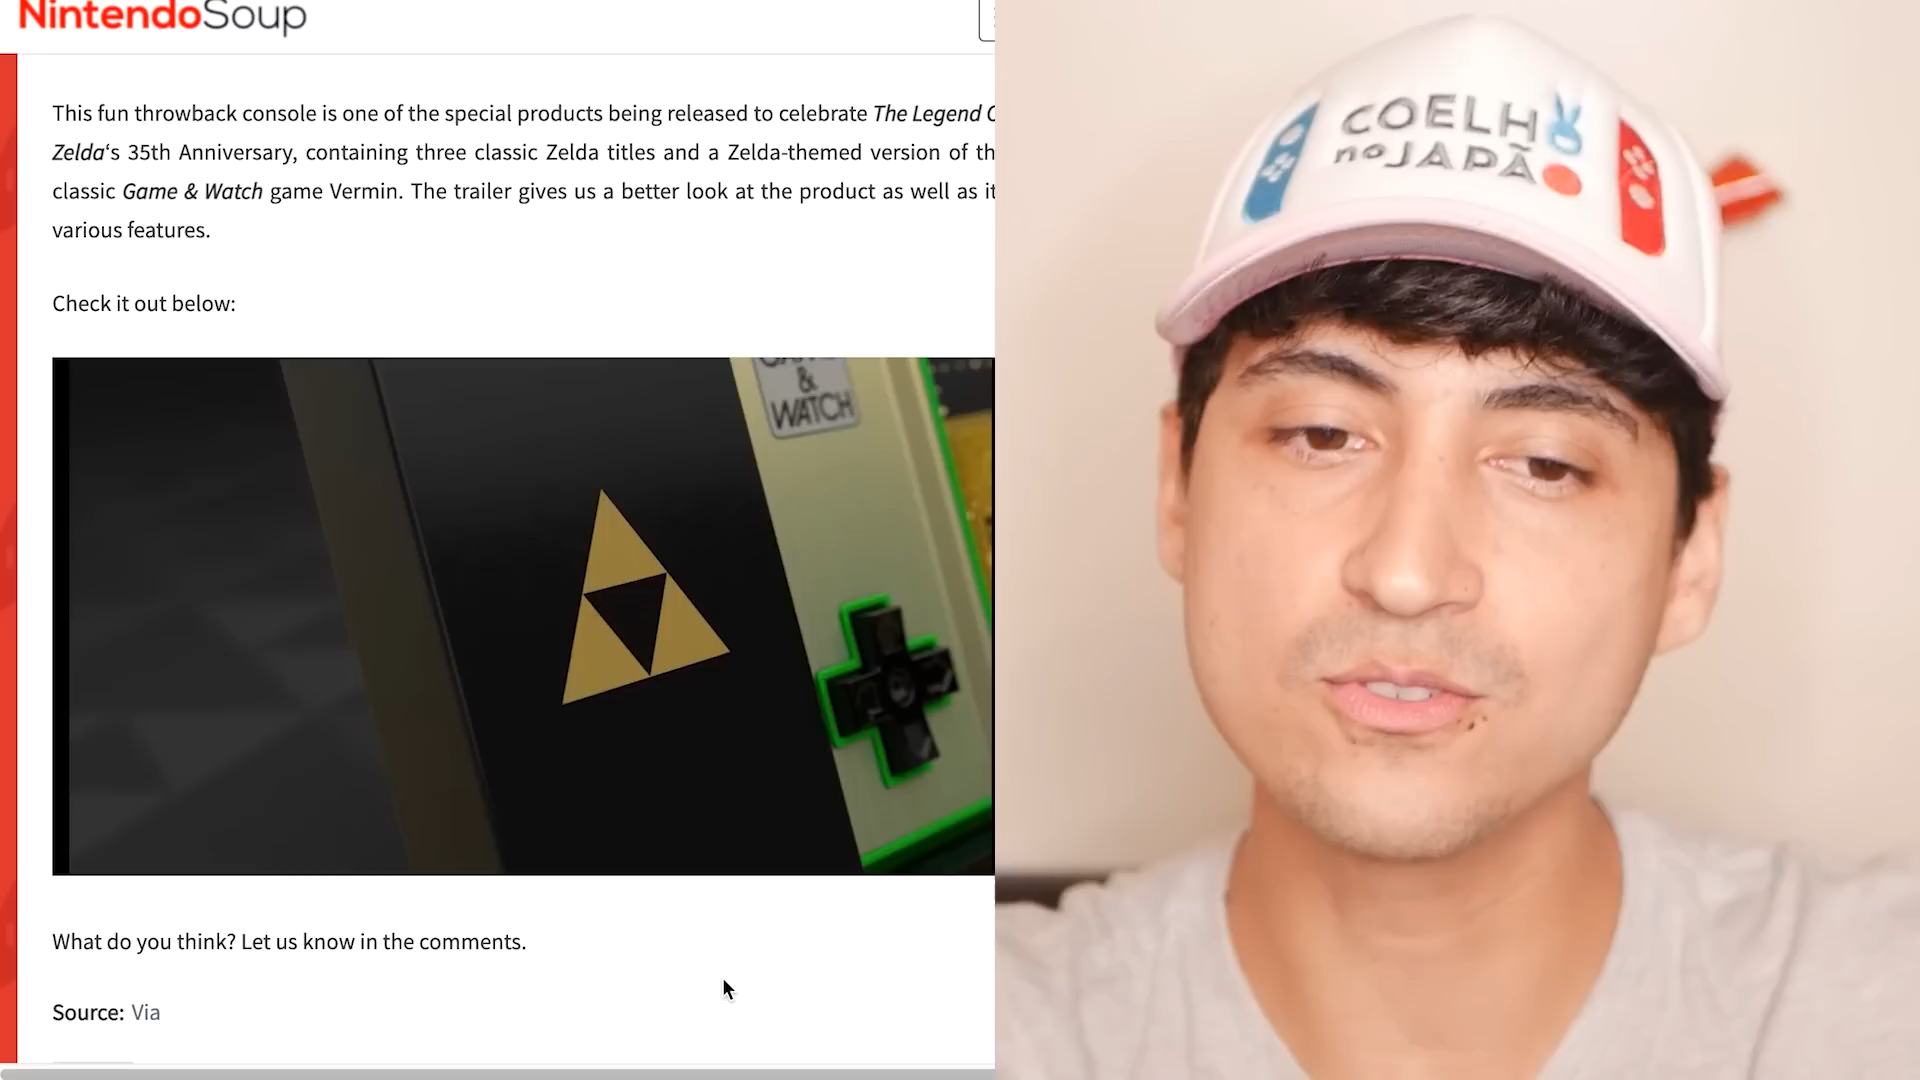 NintendoSoup
This fun throwback console is one of the special products being released to celebrate The Legend O
Zelda‘s 35th Anniversary, containing three classic Zelda titles and a Zelda-themed version of th
classic Game & Watch game Vermin. The trailer gives us a better look at the product as well as it
various features.
Check it out below:
&
WATCH
What do you think? Let us know in the comments.
Source: Via
COELH
no JAPÃO